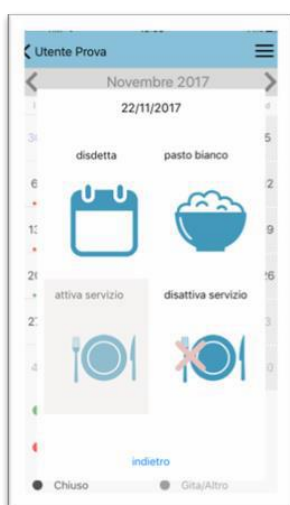 Utente Prova
Novembre 2017
22/11/2017
disdetta pasto bianco
attiva servizio disattiva servizio
indietro
Chiuso Gita/Altro